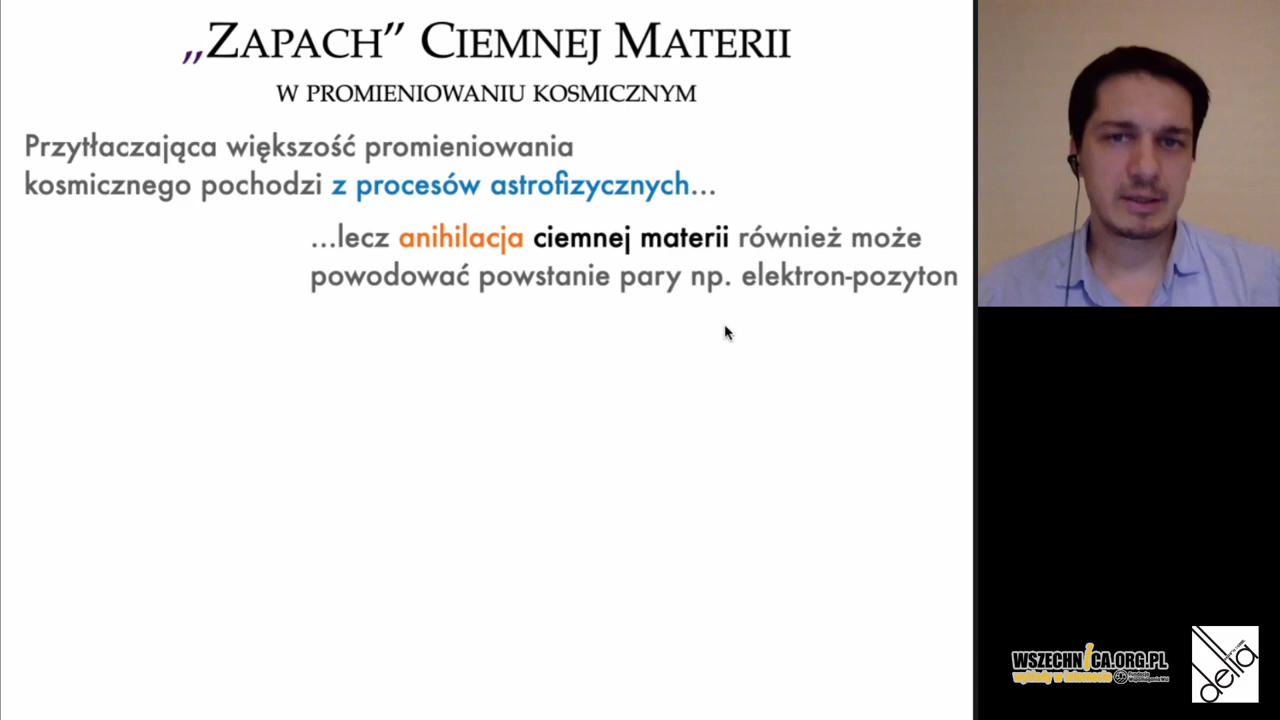 „Zapach” Ciemnej Materii
w promieniowaniu kosmicznym
Przytłaczająca większość promieniowania
kosmicznego pochodzi z procesów astrofizycznych...
...lecz anihilacja ciemnej materii również może
powodować powstanie pary np. elektron-pozyton
WSZECHNICA.ORG.PL
wykłady w internecie
delta